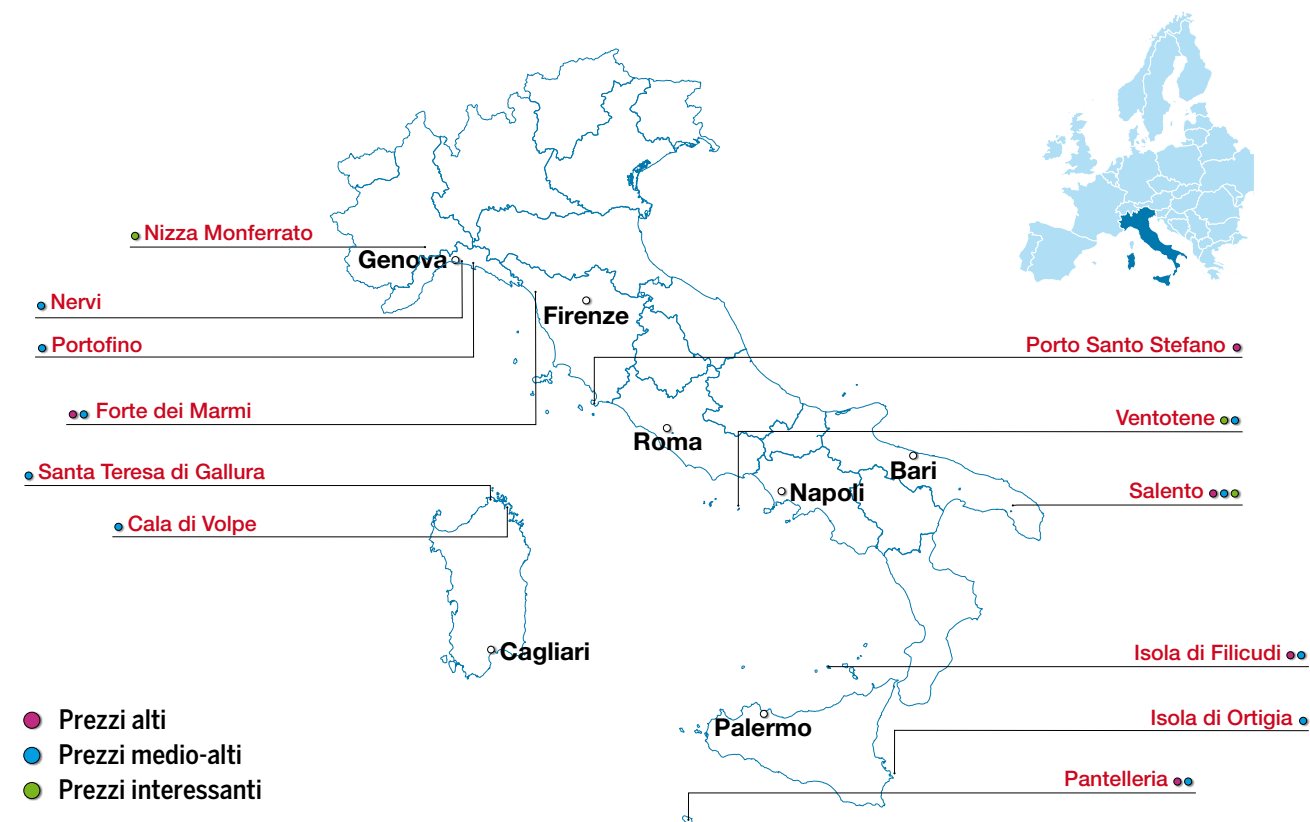 Nizza Monferrato
Genova
Nervi
Firenze
Portofino
Porto Santo Stefano
Forte dei Marmi
Ventotene
Roma
Bari
Santa Teresa di Gallura
Napoli
Salento
Cala di Volpe
Cagliari
Isola di Filicudi
Prezzi alti
Isola di Ortigia
Palermo
Prezzi medio-alti
Pantelleria
Prezzi interessanti